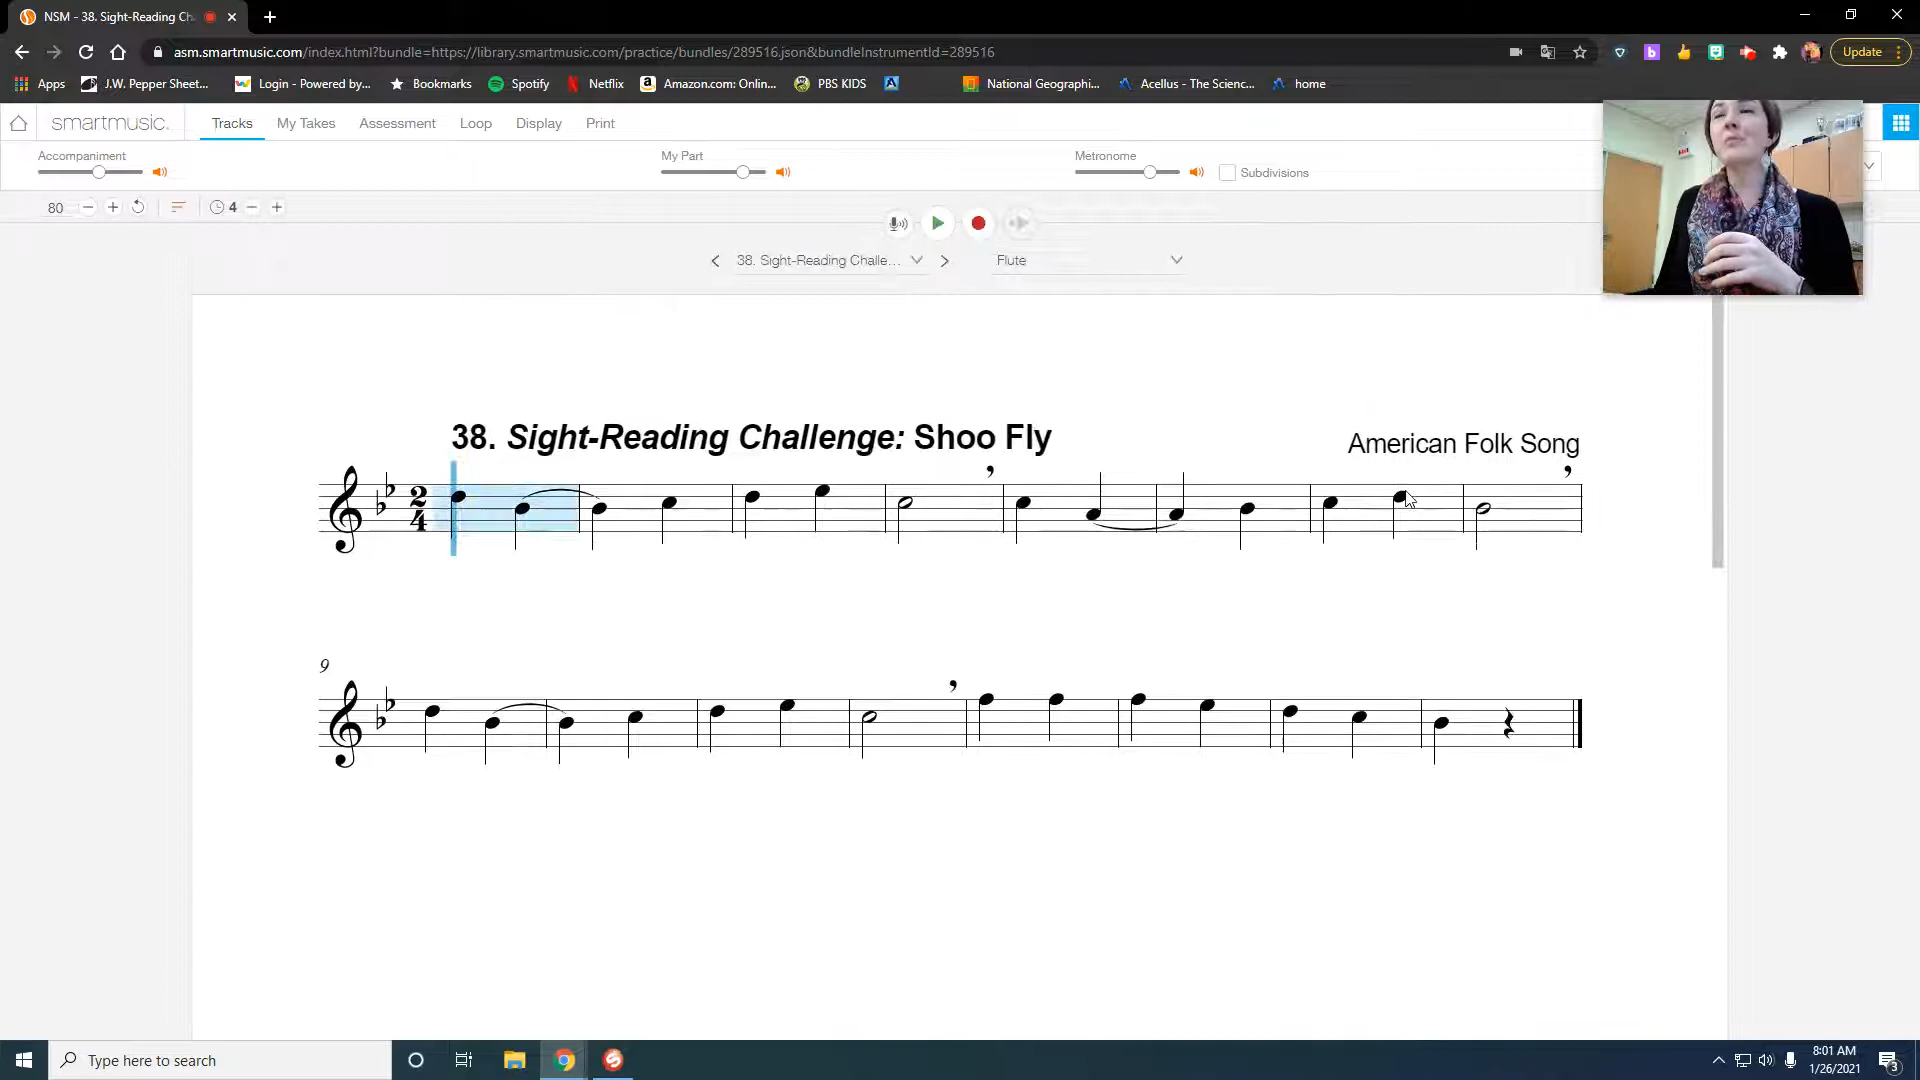 NSM - 38. Sight-Reading Ch
asm.smartmusic.com/index.html?bundle=https://library.smartmusic.com/practice/bundles/289516.json&bundleInstrumentId=289516
Update
Apps J.W. Pepper Sheet... Login - Powered by... Bookmarks Spotify Netflix Amazon.com: Onlin... PBS KIDS National Geographi... Acellus - The Scienc... home
smartmusic. Tracks My Takes Assessment Loop Display Print
Accompaniment My Part Metronome
Subdivisions
80 4
38. Sight-Reading Challe... Flute
38. Sight-Reading Challenge: Shoo Fly
American Folk Song
2
4
9
Type here to search
8:01 AM
1/26/2021
3